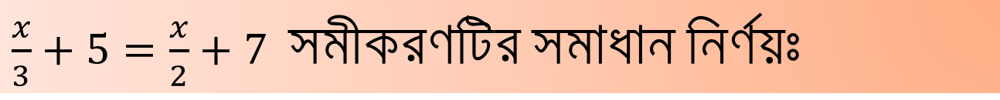 x/3 + 5 = x/2 + 7 সমীকরণটির সমাধান নির্ণয়ঃ